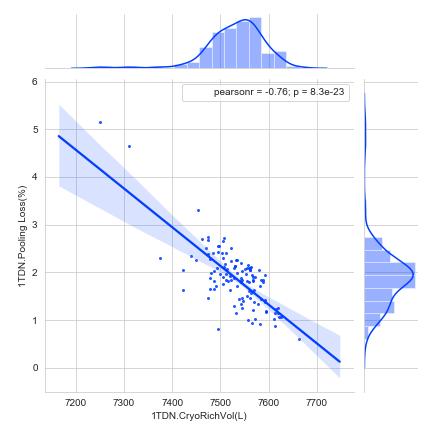 pearsonr = -0.76; p = 8.3e-23
6
5
4
3
2
1
0
1TDN.Pooling Loss(%)
7200 7300 7400 7500 7600 7700
1TDN.CryoRichVol(L)